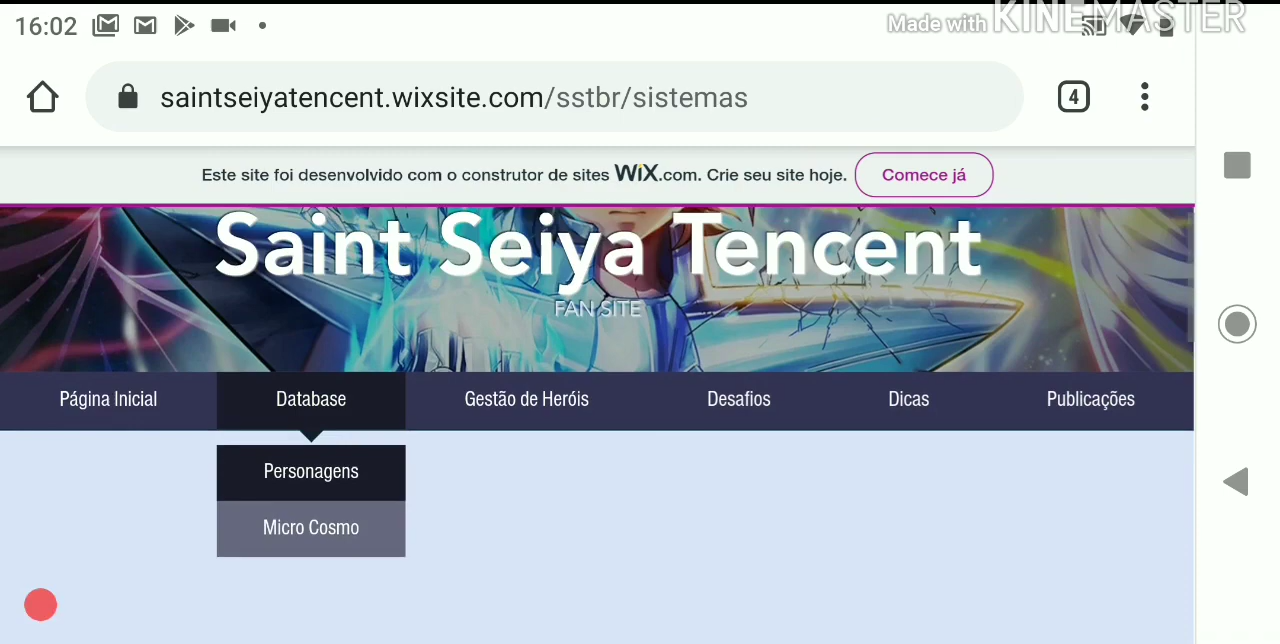 16:02
Made with KINEMASTER
saintseiyatencent.wixsite.com/sstbr/sistemas
4
Este site foi desenvolvido com o construtor de sites WiX.com. Crie seu site hoje. Comece já
Saint Seiya Tencent
FAN SITE
Página Inicial Database Gestão de Heróis Desafios Dicas Publicações
Personagens
Micro Cosmo